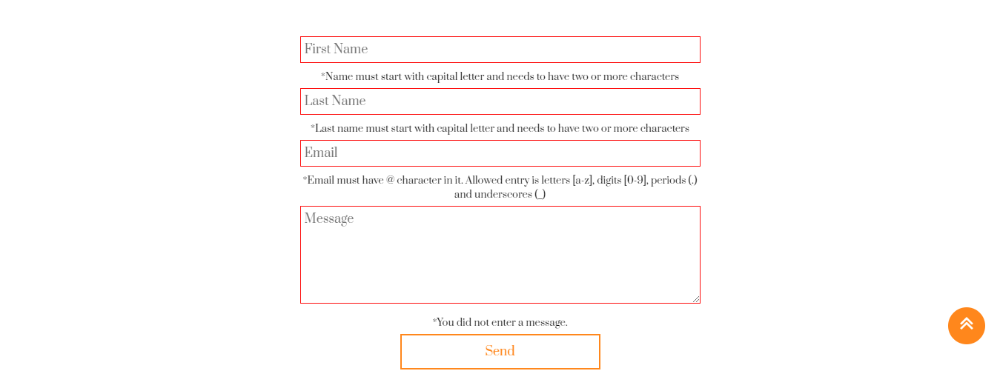 First Name
*Name must start with capital letter and needs to have two or more characters
Last Name
*Last name must start with capital letter and needs to have two or more characters
Email
*Email must have @ character in it. Allowed entry is letters [a-z], digits [0-9], periods (.)
and underscores (_)
Message
*You did not enter a message.
Send